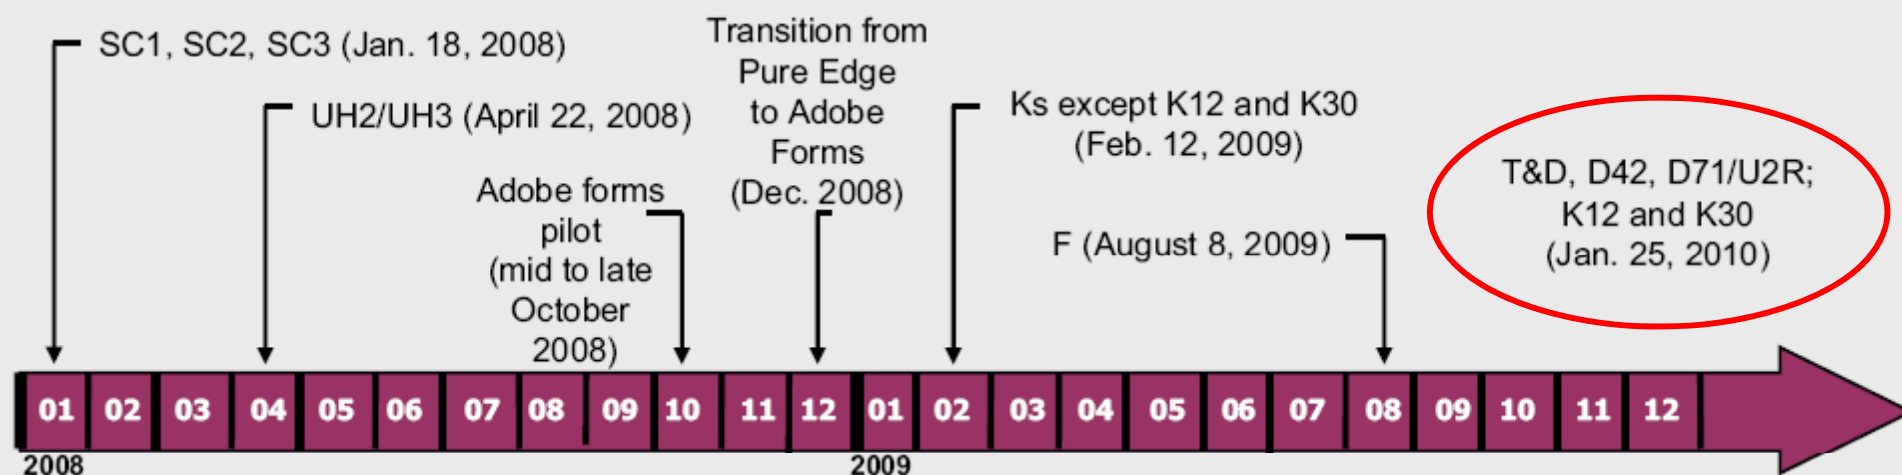 SC1, SC2, SC3 (Jan. 18, 2008)
UH2/UH3 (April 22, 2008)
Adobe forms
pilot
(mid to late
October
2008)
Transition from
Pure Edge
to Adobe
Forms
(Dec. 2008)
Ks except K12 and K30
(Feb. 12, 2009)
F (August 8, 2009)
T&D, D42, D71/U2R;
K12 and K30
(Jan. 25, 2010)
01 02 03 04 05 06 07 08 09 10 11 12 01 02 03 04 05 06 07 08 09 10 11 12
2008 2009